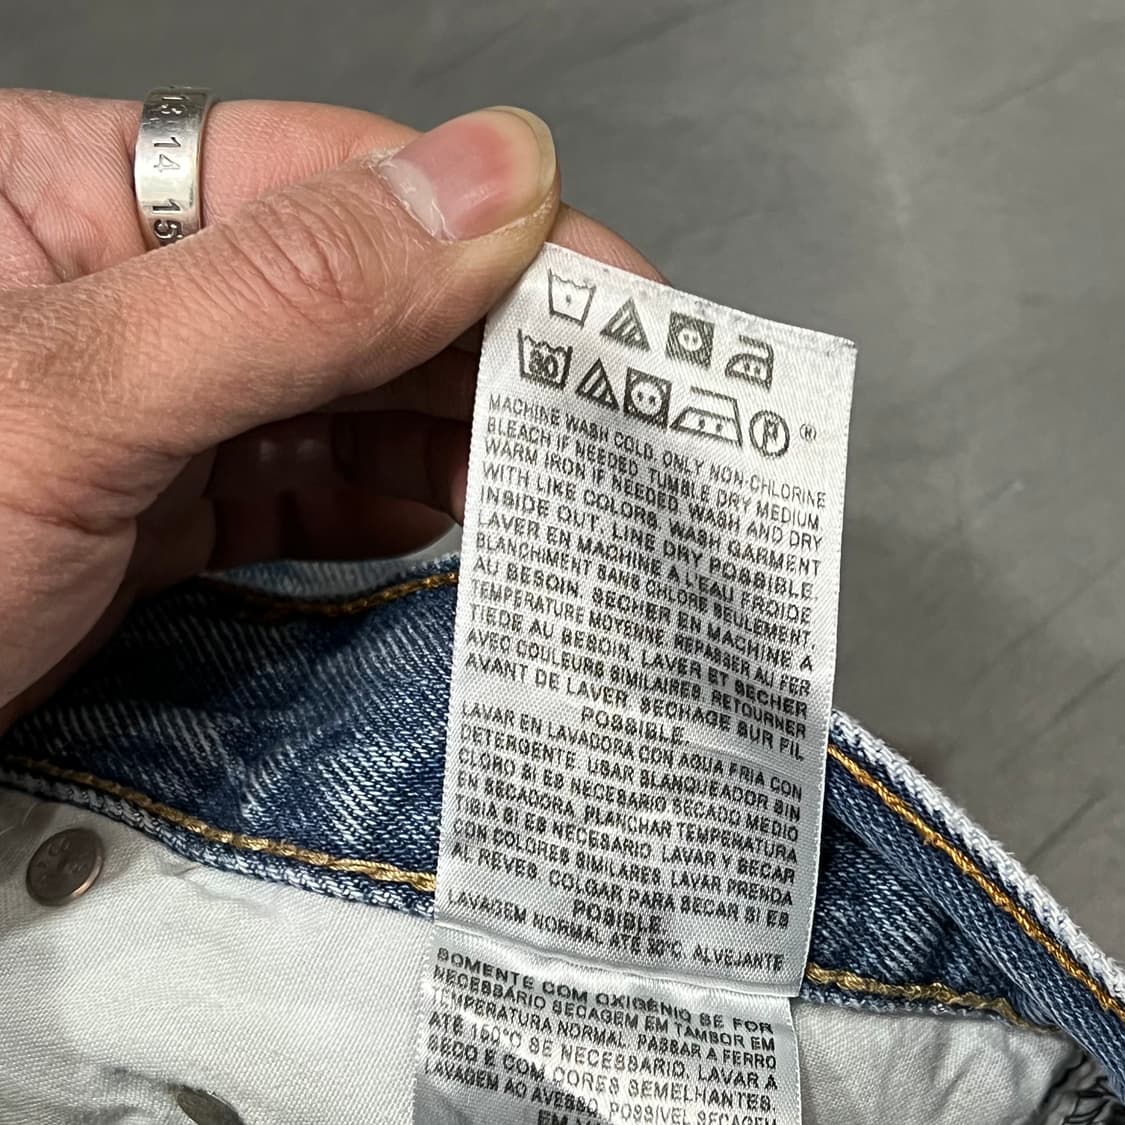 13 14 15
30
P ®
MACHINE WASH COLD. ONLY NON-CHLORINE
BLEACH IF NEEDED. TUMBLE DRY MEDIUM.
WARM IRON IF NEEDED. WASH AND DRY
WITH LIKE COLORS. WASH GARMENT
INSIDE OUT. LINE DRY POSSIBLE.
LAVER EN MACHINE A L'EAU FROIDE
BLANCHIMENT SANS CHLORE SEULEMENT,
AU BESOIN. SECHER EN MACHINE A
TEMPERATURE MOYENNE. REPASSER AU FER
TIEDE AU BESOIN. LAVER ET SECHER
AVEC COULEURS SIMILAIRES. RETOURNER
AVANT DE LAVER. SECHAGE SUR FIL
POSSIBLE.
LAVAR EN LAVADORA CON AGUA FRIA CON
DETERGENTE. USAR BLANQUEADOR SIN
CLORO SI ES NECESARIO SECADO MEDIO
EN SECADORA. PLANCHAR TEMPERATURA
TIBIA SI ES NECESARIO. LAVAR Y SECAR
CON COLORES SIMILARES. LAVAR PRENDA
AL REVES. COLGAR PARA SECAR SI ES
POSIBLE.
LAVAGEM NORMAL ATÉ 30°C. ALVEJANTE
SOMENTE COM OXIGÊNIO SE FOR
NECESSÁRIO SECAGEM EM TAMBOR EM
TEMPERATURA NORMAL. PASSAR A FERRO
ATÉ 150°C SE NECESSÁRIO. LAVAR A
SECO E COM CORES SEMELHANTES.
LAVAGEM AO AVESSO. POSSÍVEL SECAGEM
EM